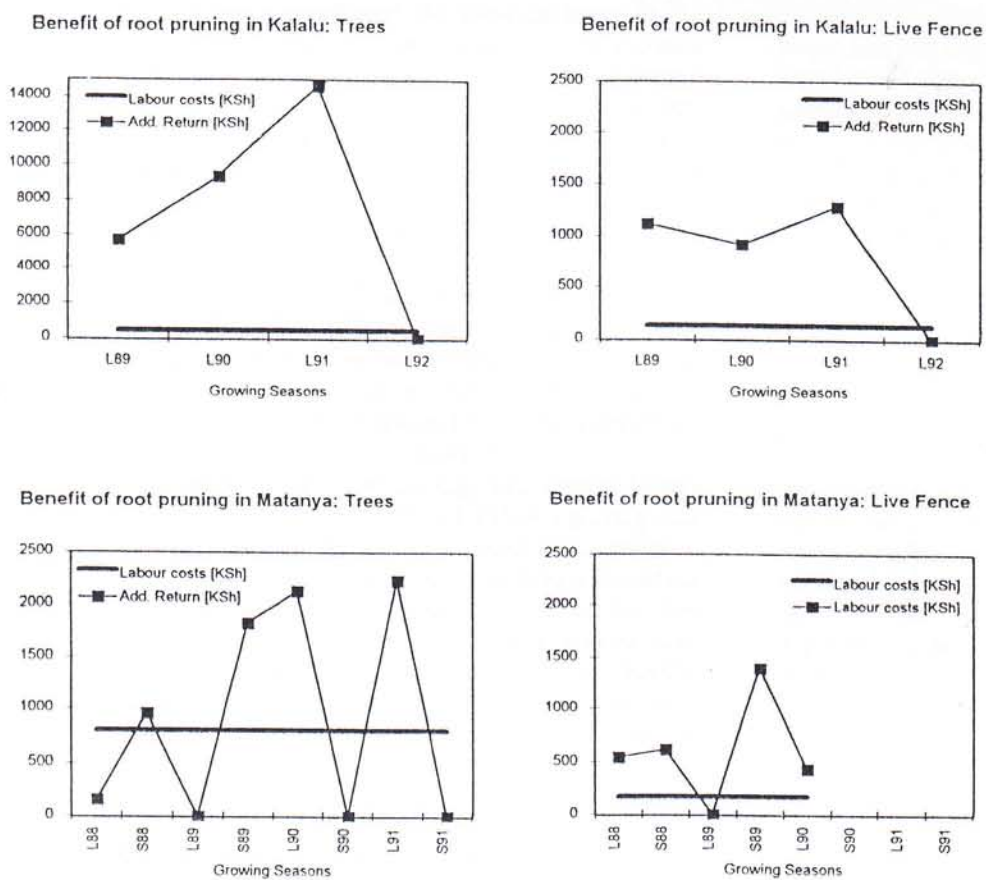 Benefit of root pruning in Kalalu: Trees
14000
12000
10000
8000
6000
4000
2000
0
Labour costs [KSh]
Add. Return [KSh]
L89 L90 L91 L92
Growing Seasons
Benefit of root pruning in Kalalu: Live Fence
2500
2000
1500
1000
500
0
Labour costs [KSh]
Add. Return [KSh]
L89 L90 L91 L92
Growing Seasons
Benefit of root pruning in Matanya: Trees
2500
2000
1500
1000
500
0
Labour costs [KSh]
Add. Return [KSh]
L88 S88 L89 S89 L90 S90 L91 S91
Growing Seasons
Benefit of root pruning in Matanya: Live Fence
2500
2000
1500
1000
500
0
Labour costs [KSh]
Labour costs [KSh]
L88 S88 L89 S89 L90 S90 L91 S91
Growing Seasons